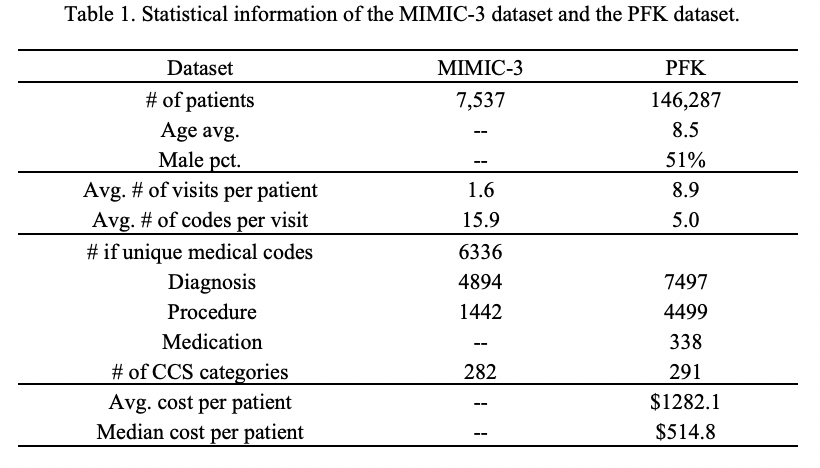 Table 1. Statistical information of the MIMIC-3 dataset and the PFK dataset.
Dataset MIMIC-3 PFK
# of patients 7,537 146,287
Age avg. -- 8.5
Male pct. -- 51%
Avg. # of visits per patient 1.6 8.9
Avg. # of codes per visit 15.9 5.0
# if unique medical codes 6336
Diagnosis 4894 7497
Procedure 1442 4499
Medication -- 338
# of CCS categories 282 291
Avg. cost per patient -- $1282.1
Median cost per patient -- $514.8